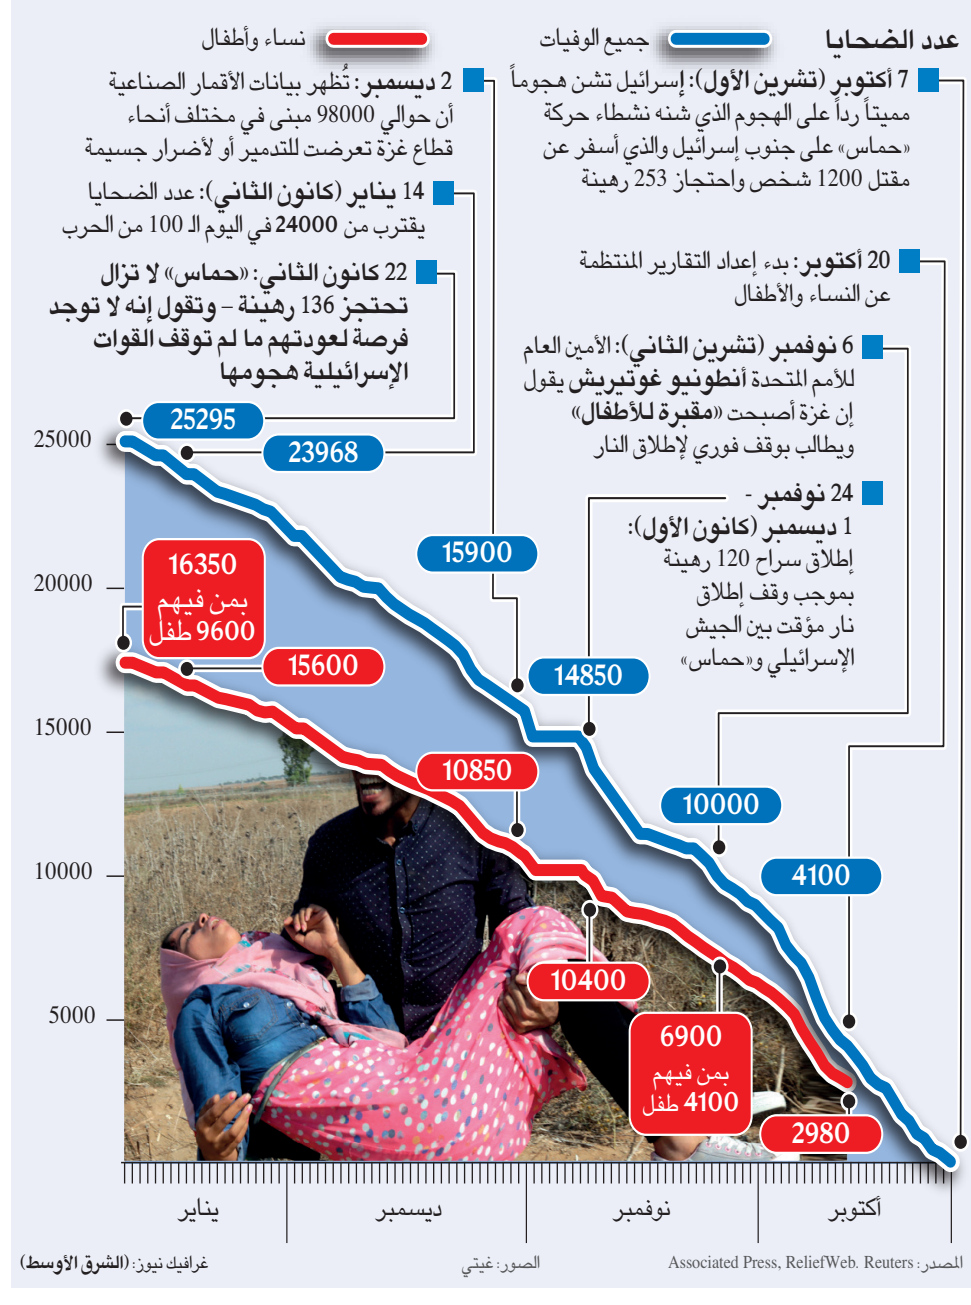 عدد الضحايا
جميع الوفيات
نساء وأطفال
7 أكتوبر (تشرين الأول): إسرائيل تشن هجوماً
مميتاً رداً على الهجوم الذي شنه نشطاء حركة
«حماس» على جنوب إسرائيل والذي أسفر عن
مقتل 1200 شخص واحتجاز 253 رهينة
20 أكتوبر: بدء إعداد التقارير المنتظمة
عن النساء والأطفال
6 نوفمبر (تشرين الثاني): الأمين العام
للأمم المتحدة أنطونيو غوتيريش يقول
إن غزة أصبحت «مقبرة للأطفال»
ويطالب بوقف فوري لإطلاق النار
24 نوفمبر -
1 ديسمبر (كانون الأول):
إطلاق سراح 120 رهينة
بموجب وقف إطلاق
نار مؤقت بين الجيش
الإسرائيلي و«حماس»
2 ديسمبر: تُظهر بيانات الأقمار الصناعية
أن حوالي 98000 مبنى في مختلف أنحاء
قطاع غزة تعرضت للتدمير أو لأضرار جسيمة
14 يناير (كانون الثاني): عدد الضحايا
يقترب من 24000 في اليوم الـ 100 من الحرب
22 كانون الثاني: «حماس» لا تزال
تحتجز 136 رهينة – وتقول إنه لا توجد
فرصة لعودتهم ما لم توقف القوات
الإسرائيلية هجومها
25295
23968
15900
14850
10000
4100
16350
بمن فيهم
9600 طفل
15600
10850
10400
6900
بمن فيهم
4100 طفل
2980
25000
20000
15000
10000
5000
أكتوبر
نوفمبر
ديسمبر
يناير
المصدر: Associated Press, ReliefWeb. Reuters
الصور: غيتي
غرافيك نيوز: (الشرق الأوسط)